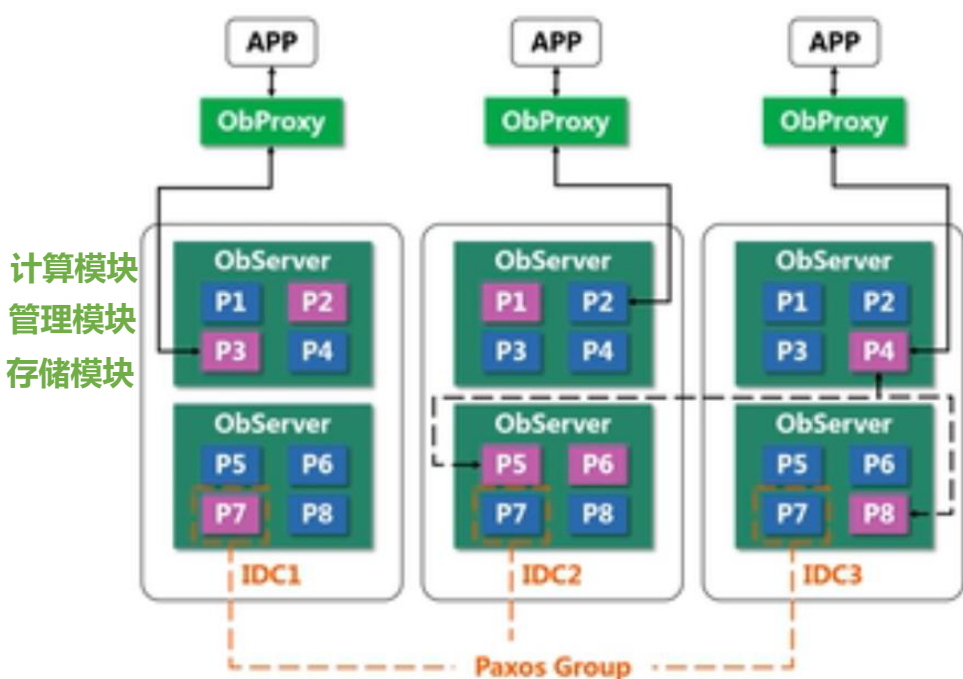 APP APP APP
ObProxy ObProxy ObProxy
计算模块
管理模块
存储模块
ObServer ObServer ObServer
P1 P2 P1 P2 P1 P2
P3 P4 P3 P4 P3 P4
ObServer ObServer ObServer
P5 P6 P5 P6 P5 P6
P7 P8 P7 P8 P7 P8
IDC1 IDC2 IDC3
Paxos Group